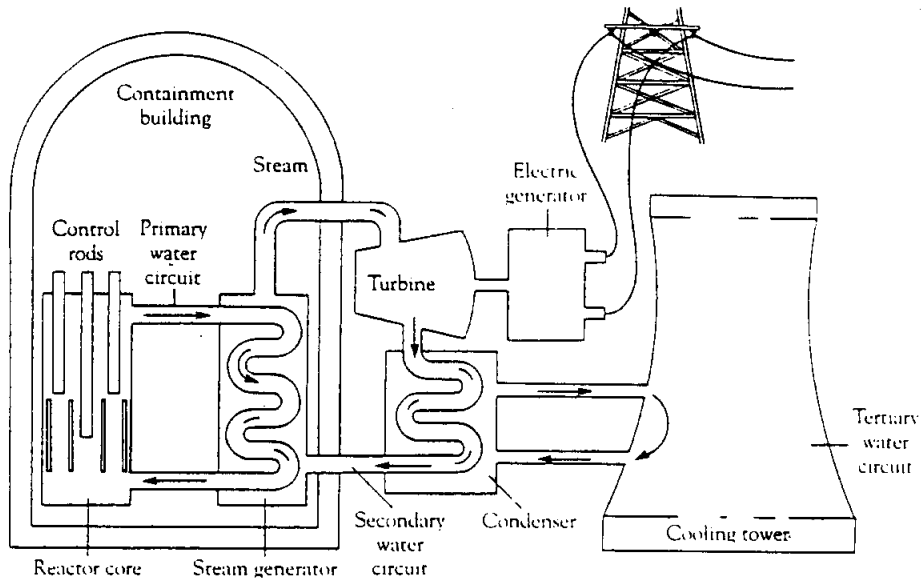 Containment
building
Steam
Electric
generator
Control
rods
Primary
water
circuit
Turbine
Tertiary
water
circuit
Secondary
water
circuit
Condenser
Cooling tower
Reactor core
Steam generator